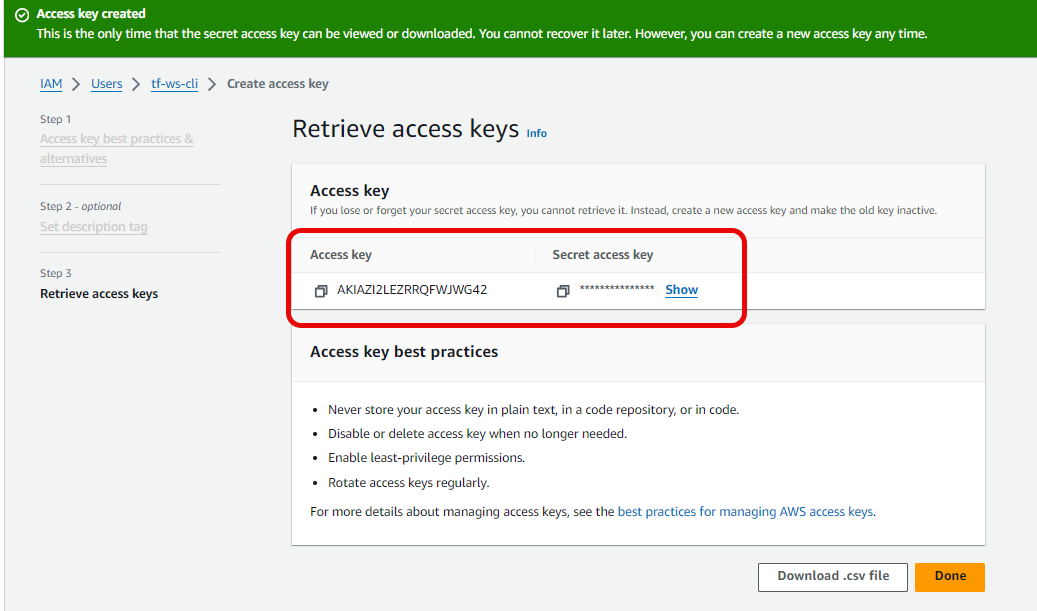 Access key created
This is the only time that the secret access key can be viewed or downloaded. You cannot recover it later. However, you can create a new access key any time.
IAM > Users > tf-ws-cli > Create access key
Step 1
Access key best practices &
alternatives
Step 2 - optional
Set description tag
Step 3
Retrieve access keys
Retrieve access keys Info
Access key
If you lose or forget your secret access key, you cannot retrieve it. Instead, create a new access key and make the old key inactive.
Access key Secret access key
AKIAZI2LEZRRQFWJWG42 *************** Show
Access key best practices
• Never store your access key in plain text, in a code repository, or in code.
• Disable or delete access key when no longer needed.
• Enable least-privilege permissions.
• Rotate access keys regularly.
For more details about managing access keys, see the best practices for managing AWS access keys.
Download .csv file Done